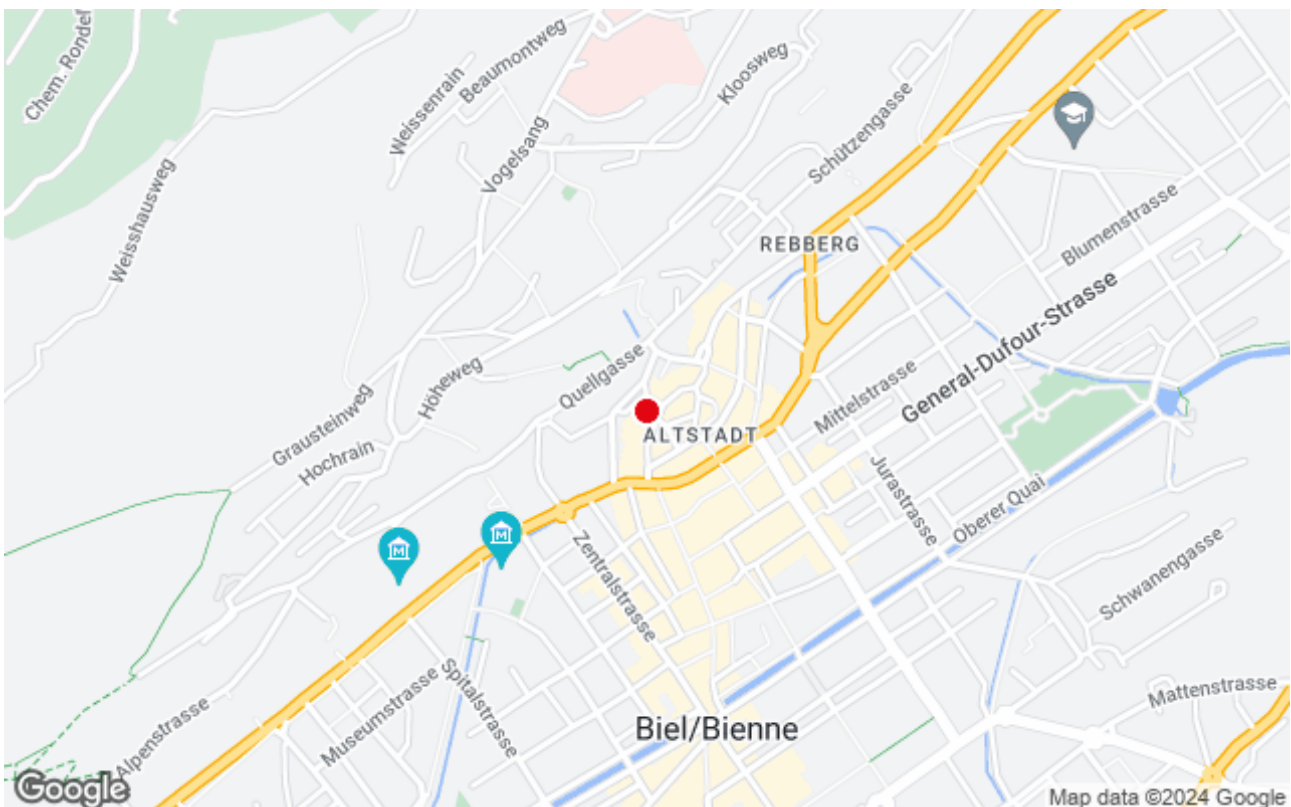 Chem. Rondel
Beaumontweg
Weissenrain
Kloosweg
Vogelsang
Schützengasse
Weisshausweg
REBBERG
Blumenstrasse
General-Dufour-Strasse
Quellgasse
Höheweg
Mittelstrasse
Grausteinweg
Hochrain
ALTSTADT
Jurastrasse
Oberer Quai
M
M
Zentralstrasse
Schwanengasse
Spitalstrasse
Museumstrasse
Alpenstrasse
Mattenstrasse
Biel/Bienne
Google
Map data ©2024 Google